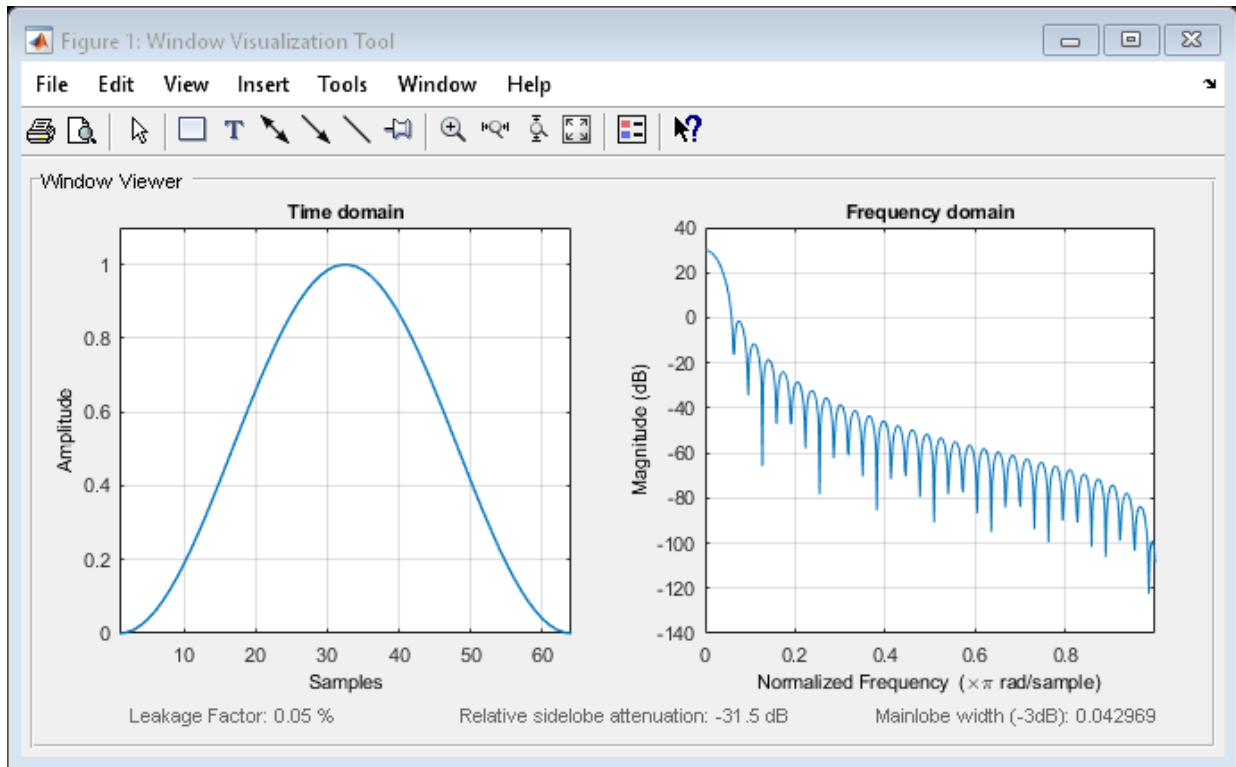 Figure 1: Window Visualization Tool
File Edit View Insert Tools Window Help
T
?
Window Viewer
Time domain
1
0.8
0.6
0.4
0.2
0
Amplitude
10 20 30 40 50 60
Samples
Frequency domain
40
20
0
-20
-40
-60
-80
-100
-120
-140
Magnitude (dB)
0 0.2 0.4 0.6 0.8
Normalized Frequency (×π rad/sample)
Leakage Factor: 0.05 % Relative sidelobe attenuation: -31.5 dB Mainlobe width (-3dB): 0.042969